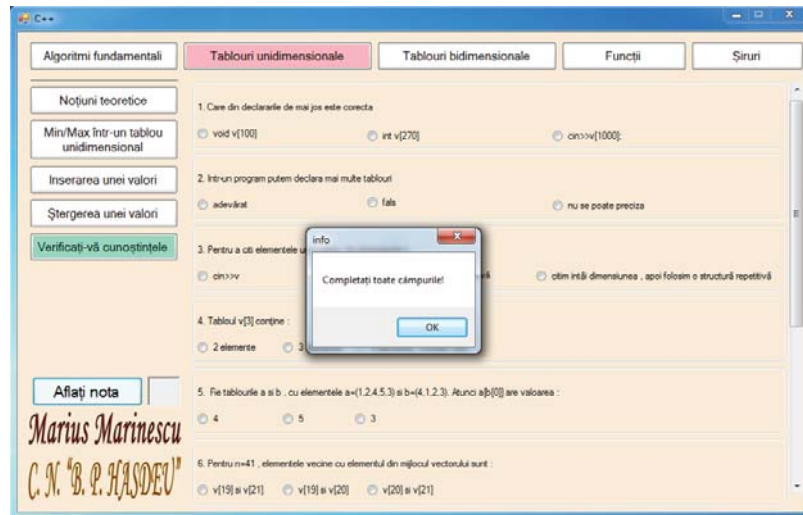 C++
Algoritmi fundamentali
Tablouri unidimensionale
Tablouri bidimensionale
Funcții
Șiruri
Noțiuni teoretice
Min/Max într-un tablou
unidimensional
Inserarea unei valori
Ștergerea unei valori
Verificați-vă cunoștințele
1. Care din declararile de mai jos este corecta
void v[100]
int v[270]
cin>>v[1000];
2. Intr-un program putem declara mai multe tablouri
adevărat
fals
nu se poate preciza
3. Pentru a citi elementele
cin>>v
citim intăi dimensiunea , apoi folosim o structură repetitivă
info
Completați toate câmpurile!
OK
4. Tabloul v[3] conține :
2 elemente
3
5. Fie tablourile a si b , cu elementele a=(1,2,4,5,3) si b=(4,1,2,3). Atunci a[b[0]] are valoarea :
4
5
3
6. Pentru n=41 , elementele vecine cu elementul din mijlocul vectorului sunt :
v[19] si v[21]
v[19] si v[20]
v[20] si v[21]
Aflați nota
Marius Marinescu
C. N. "B. P. HASDEU"